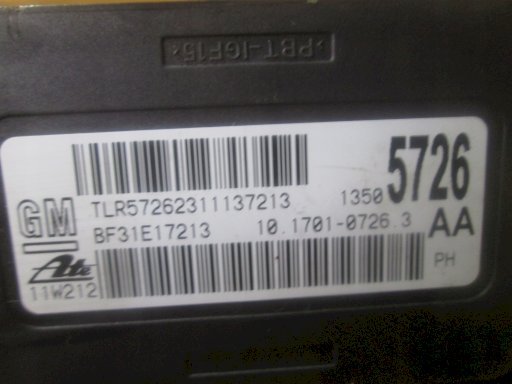 >PBT-IGF15<
GM
TLR57262311137213
1350 5726
BF31E17213
10.1701-0726.3
AA
Ate
11W212
PH